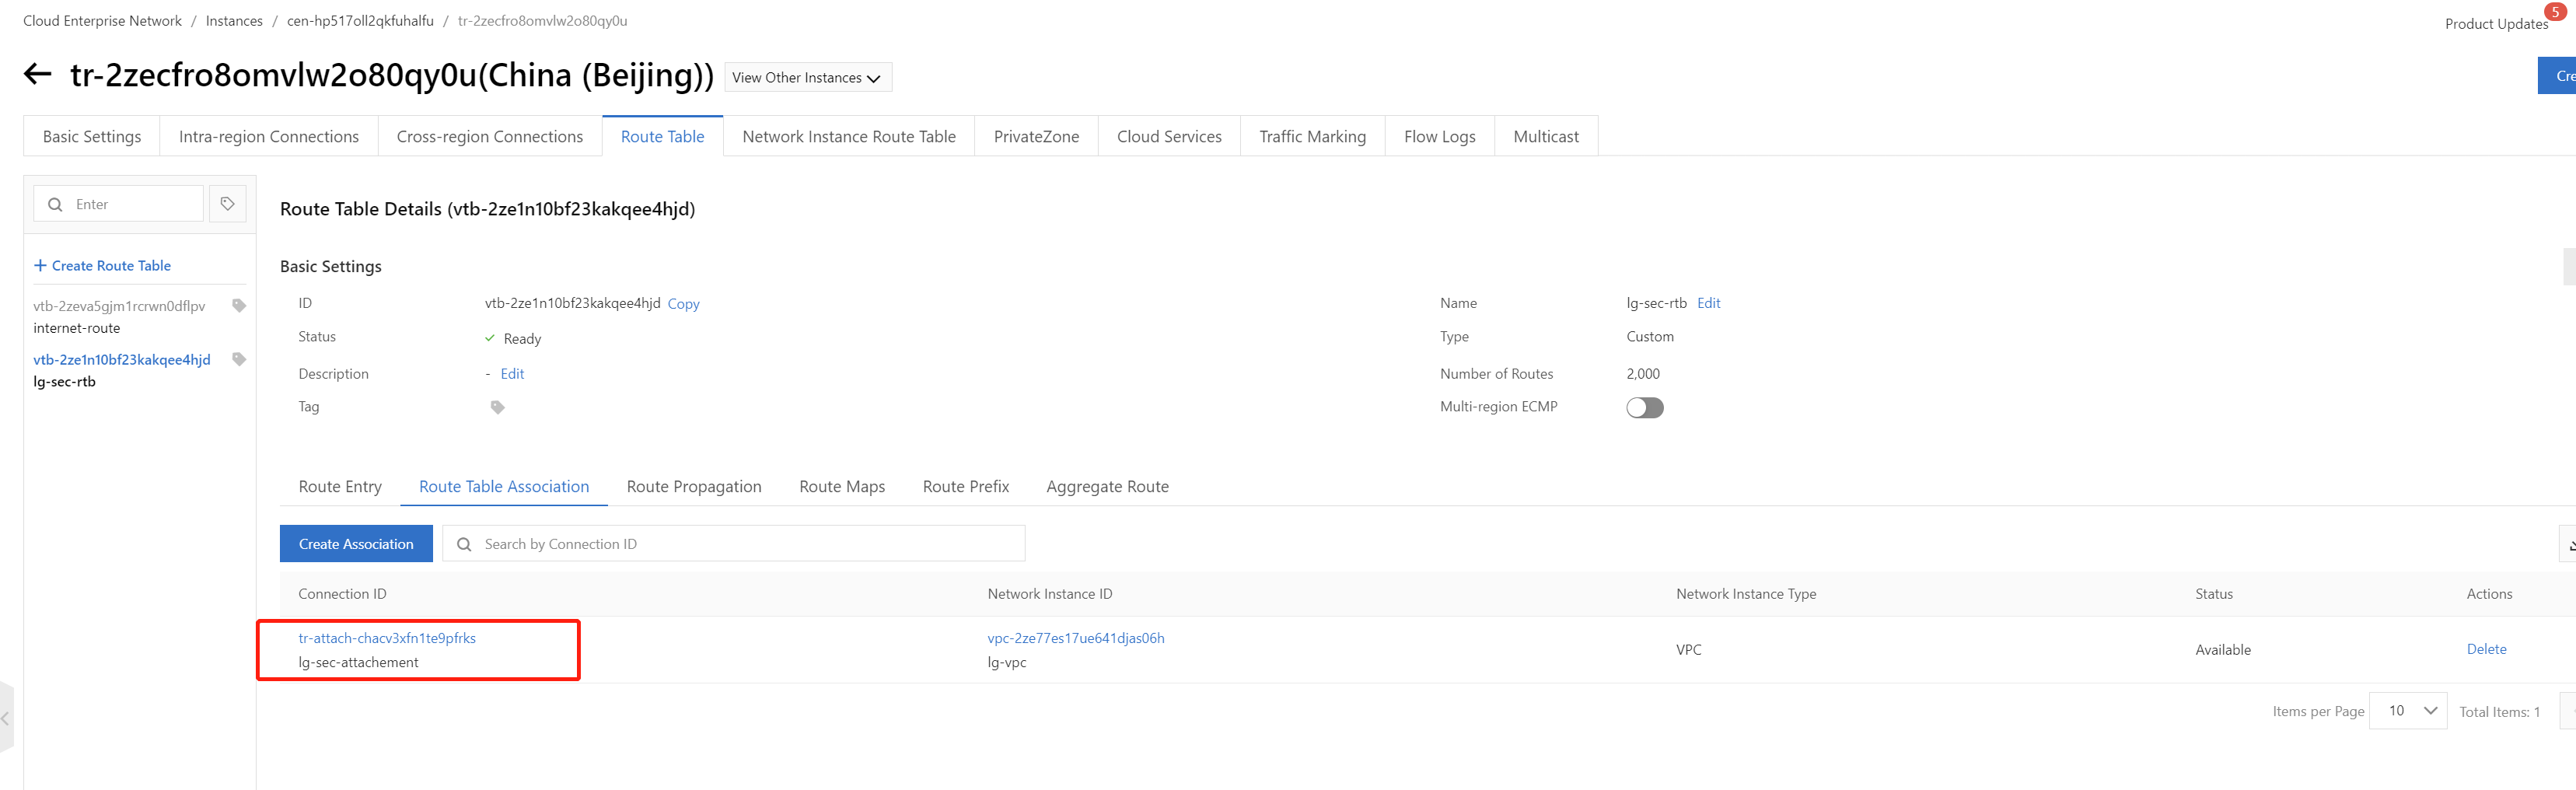 Cloud Enterprise Network / Instances / cen-hp517oll2qkfuhalfu / tr-2zecfro8omvlw2o80qy0u
Product Updates 5
tr-2zecfro8omvlw2o80qy0u(China (Beijing))
View Other Instances
Basic Settings Intra-region Connections Cross-region Connections Route Table Network Instance Route Table PrivateZone Cloud Services Traffic Marking Flow Logs Multicast
Enter
+ Create Route Table
vtb-2zeva5gjm1rcrwn0dflpv
internet-route
vtb-2ze1n10bf23kakqee4hjd
lg-sec-rtb
Route Table Details (vtb-2ze1n10bf23kakqee4hjd)
Basic Settings
ID vtb-2ze1n10bf23kakqee4hjd Copy
Name lg-sec-rtb Edit
Status Ready
Type Custom
Description - Edit
Number of Routes 2,000
Tag
Multi-region ECMP
Route Entry Route Table Association Route Propagation Route Maps Route Prefix Aggregate Route
Create Association
Search by Connection ID
Connection ID Network Instance ID Network Instance Type Status Actions
tr-attach-chacv3xfn1te9pfrks vpc-2ze77es17ue641djas06h VPC Available Delete
lg-sec-attachement lg-vpc
Items per Page 10 Total Items: 1